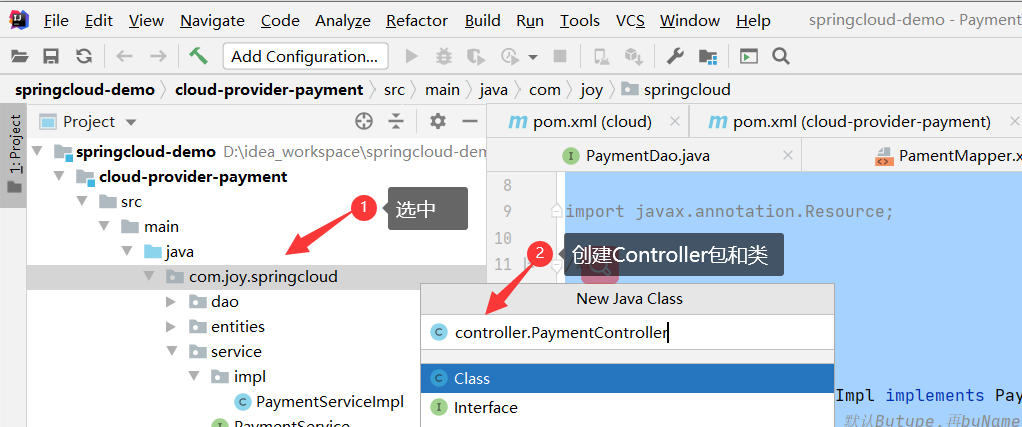 File Edit View Navigate Code Analyze Refactor Build Run Tools VCS Window Help springcloud-demo - Payment
Add Configuration...
springcloud-demo cloud-provider-payment src main java com joy springcloud
1: Project
Project
pom.xml (cloud) pom.xml (cloud-provider-payment)
springcloud-demo D:\idea_workspace\springcloud-dem
PaymentDao.java PamentMapper.x
cloud-provider-payment
8
src
1 选中
9 import javax.annotation.Resource;
main
10
java
2 创建Controller包和类
11
com.joy.springcloud
New Java Class
dao
entities
controller.PaymentController
service
impl
Class
PaymentServiceImpl
Impl implements Pay
Interface
PaymentService
默认Bytype,再byName